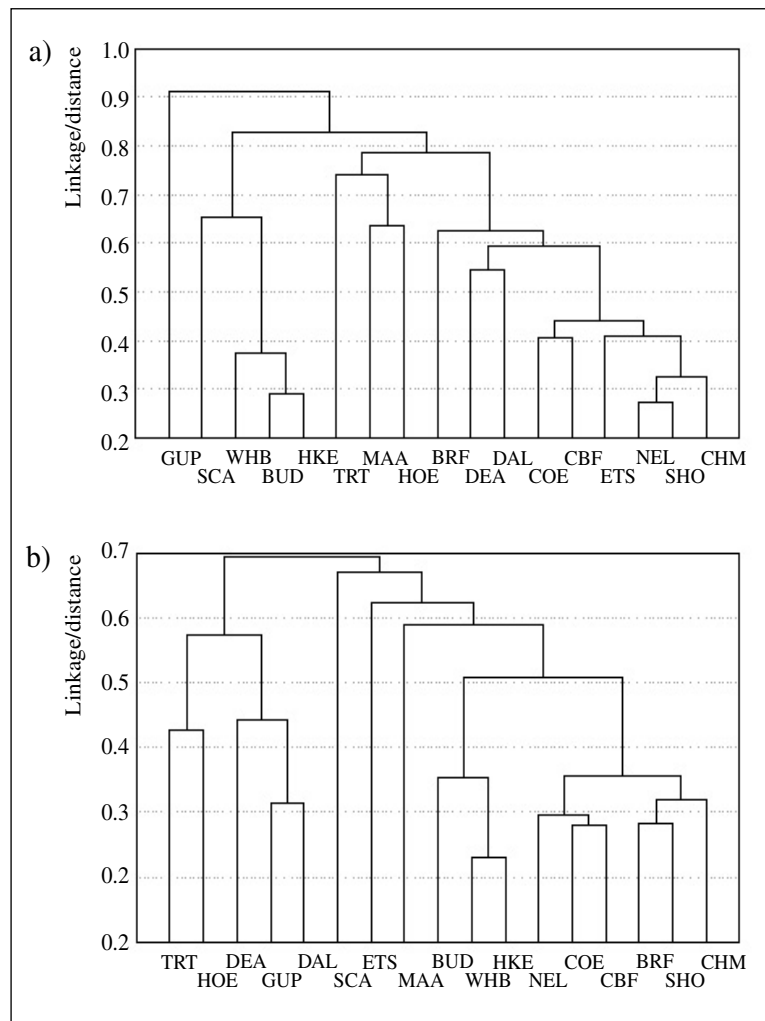 a)
Linkage/distance
1.0
0.9
0.8
0.7
0.6
0.5
0.4
0.3
0.2
GUP WHB HKE MAA BRF DAL CBF NEL CHM
SCA BUD TRT HOE DEA COE ETS SHO
b)
Linkage/distance
0.7
0.6
0.5
0.4
0.3
0.2
0.2
TRT DEA DAL ETS BUD HKE COE BRF CHM
HOE GUP SCA MAA WHB NEL CBF SHO